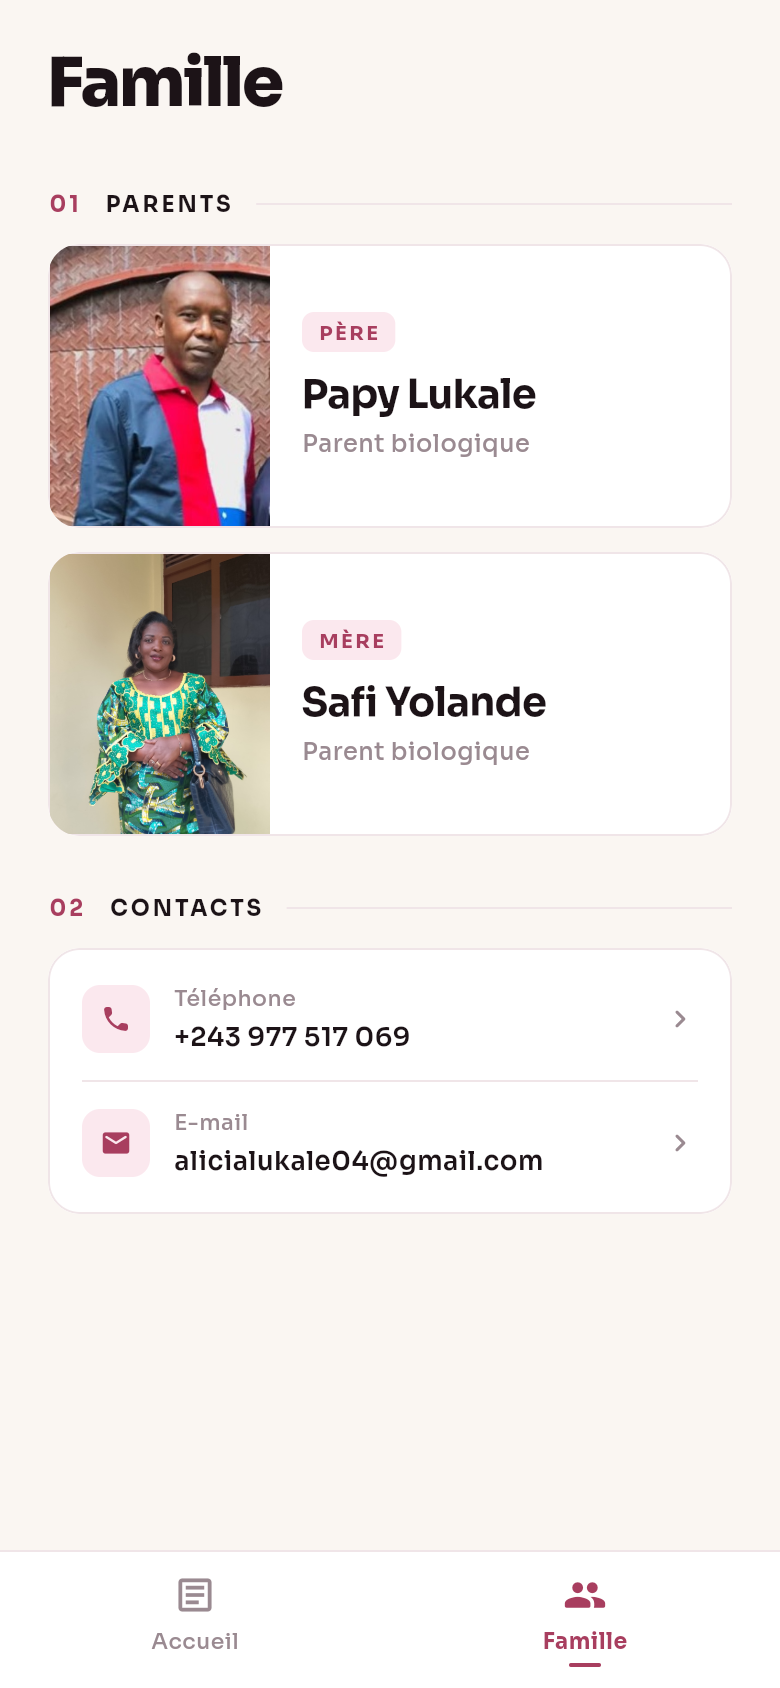 Famille
01 PARENTS
PÈRE
Papy Lukale
Parent biologique
MÈRE
Safi Yolande
Parent biologique
02 CONTACTS
Téléphone
+243 977 517 069
E-mail
alicialukale04@gmail.com
Accueil
Famille